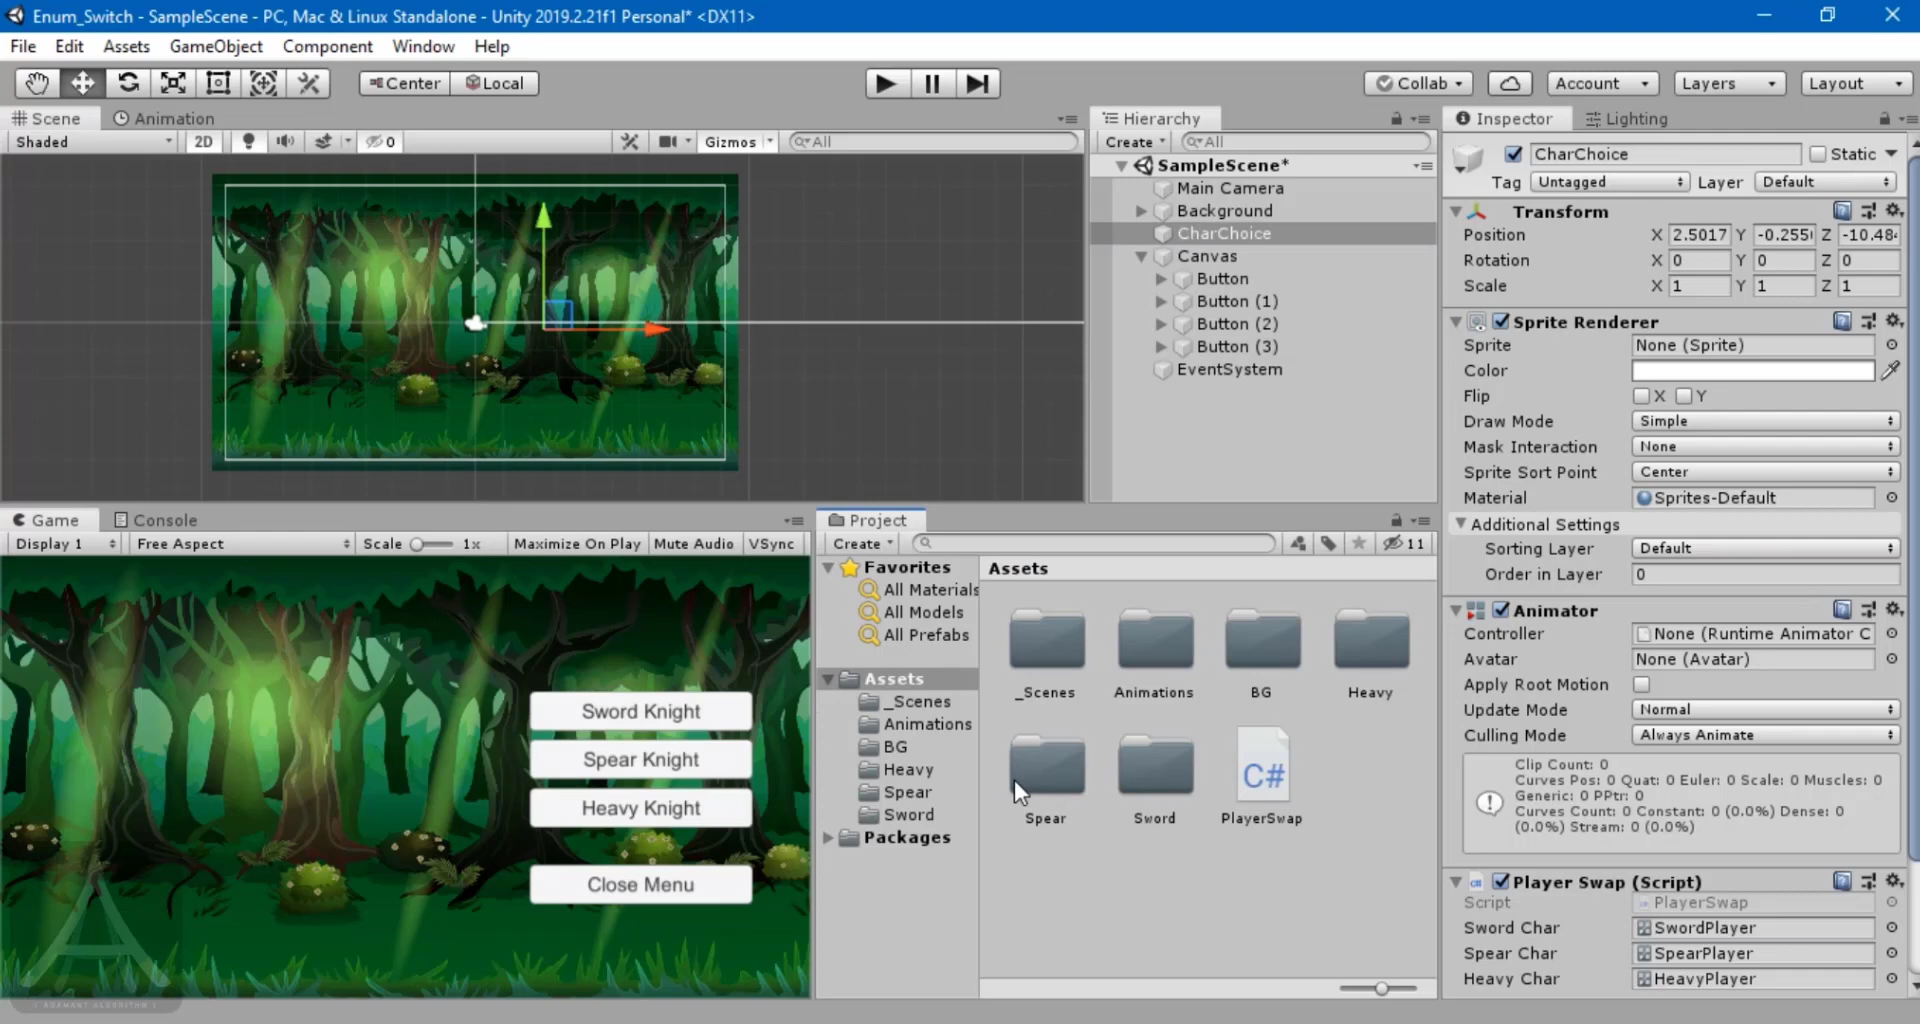 Enum_Switch - SampleScene - PC, Mac & Linux Standalone - Unity 2019.2.21f1 Personal* <DX11>
File Edit Assets GameObject Component Window Help
Center Local Collab Account Layers Layout
Scene Animation
Shaded 2D 0 Gizmos All
Hierarchy
Create All
SampleScene*
Main Camera
Background
CharChoice
Canvas
Button
Button (1)
Button (2)
Button (3)
EventSystem
Inspector Lighting
CharChoice Static
Tag Untagged Layer Default
Transform
Position X 2.5017 Y -0.255 Z -10.484
Rotation X 0 Y 0 Z 0
Scale X 1 Y 1 Z 1
Sprite Renderer
Sprite None (Sprite)
Color
Flip X Y
Draw Mode Simple
Mask Interaction None
Sprite Sort Point Center
Material Sprites-Default
Additional Settings
Sorting Layer Default
Order in Layer 0
Animator
Controller None (Runtime Animator C
Avatar None (Avatar)
Apply Root Motion
Update Mode Normal
Culling Mode Always Animate
Clip Count: 0
Curves Pos: 0 Quat: 0 Euler: 0 Scale: 0 Muscles: 0
Generic: 0 PPtr: 0
Curves Count: 0 Constant: 0 (0.0%) Dense: 0
(0.0%) Stream: 0 (0.0%)
Player Swap (Script)
Script PlayerSwap
Sword Char SwordPlayer
Spear Char SpearPlayer
Heavy Char HeavyPlayer
Game Console
Display 1 Free Aspect Scale 1x Maximize On Play Mute Audio VSync
Sword Knight
Spear Knight
Heavy Knight
Close Menu
ADAMANT ALGORITHM
Project
Create 11
Favorites
All Materials
All Models
All Prefabs
Assets
_Scenes
Animations
BG
Heavy
Spear
Sword
Packages
Assets
_Scenes Animations BG Heavy
Spear Sword C# PlayerSwap